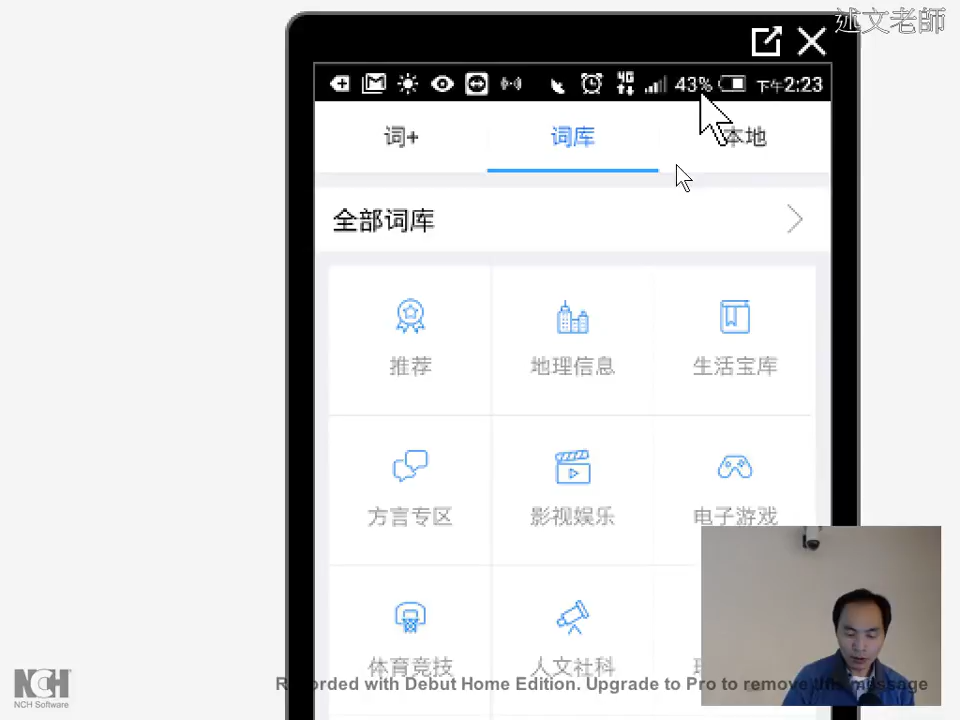 述文老師
4G 43% 下午2:23
词+ 词库 本地
全部词库
推荐 地理信息 生活宝库
方言专区 影视娱乐 电子游戏
体育竞技 人文社科
Recorded with Debut Home Edition. Upgrade to Pro to remove this message
NCH
NCH Software